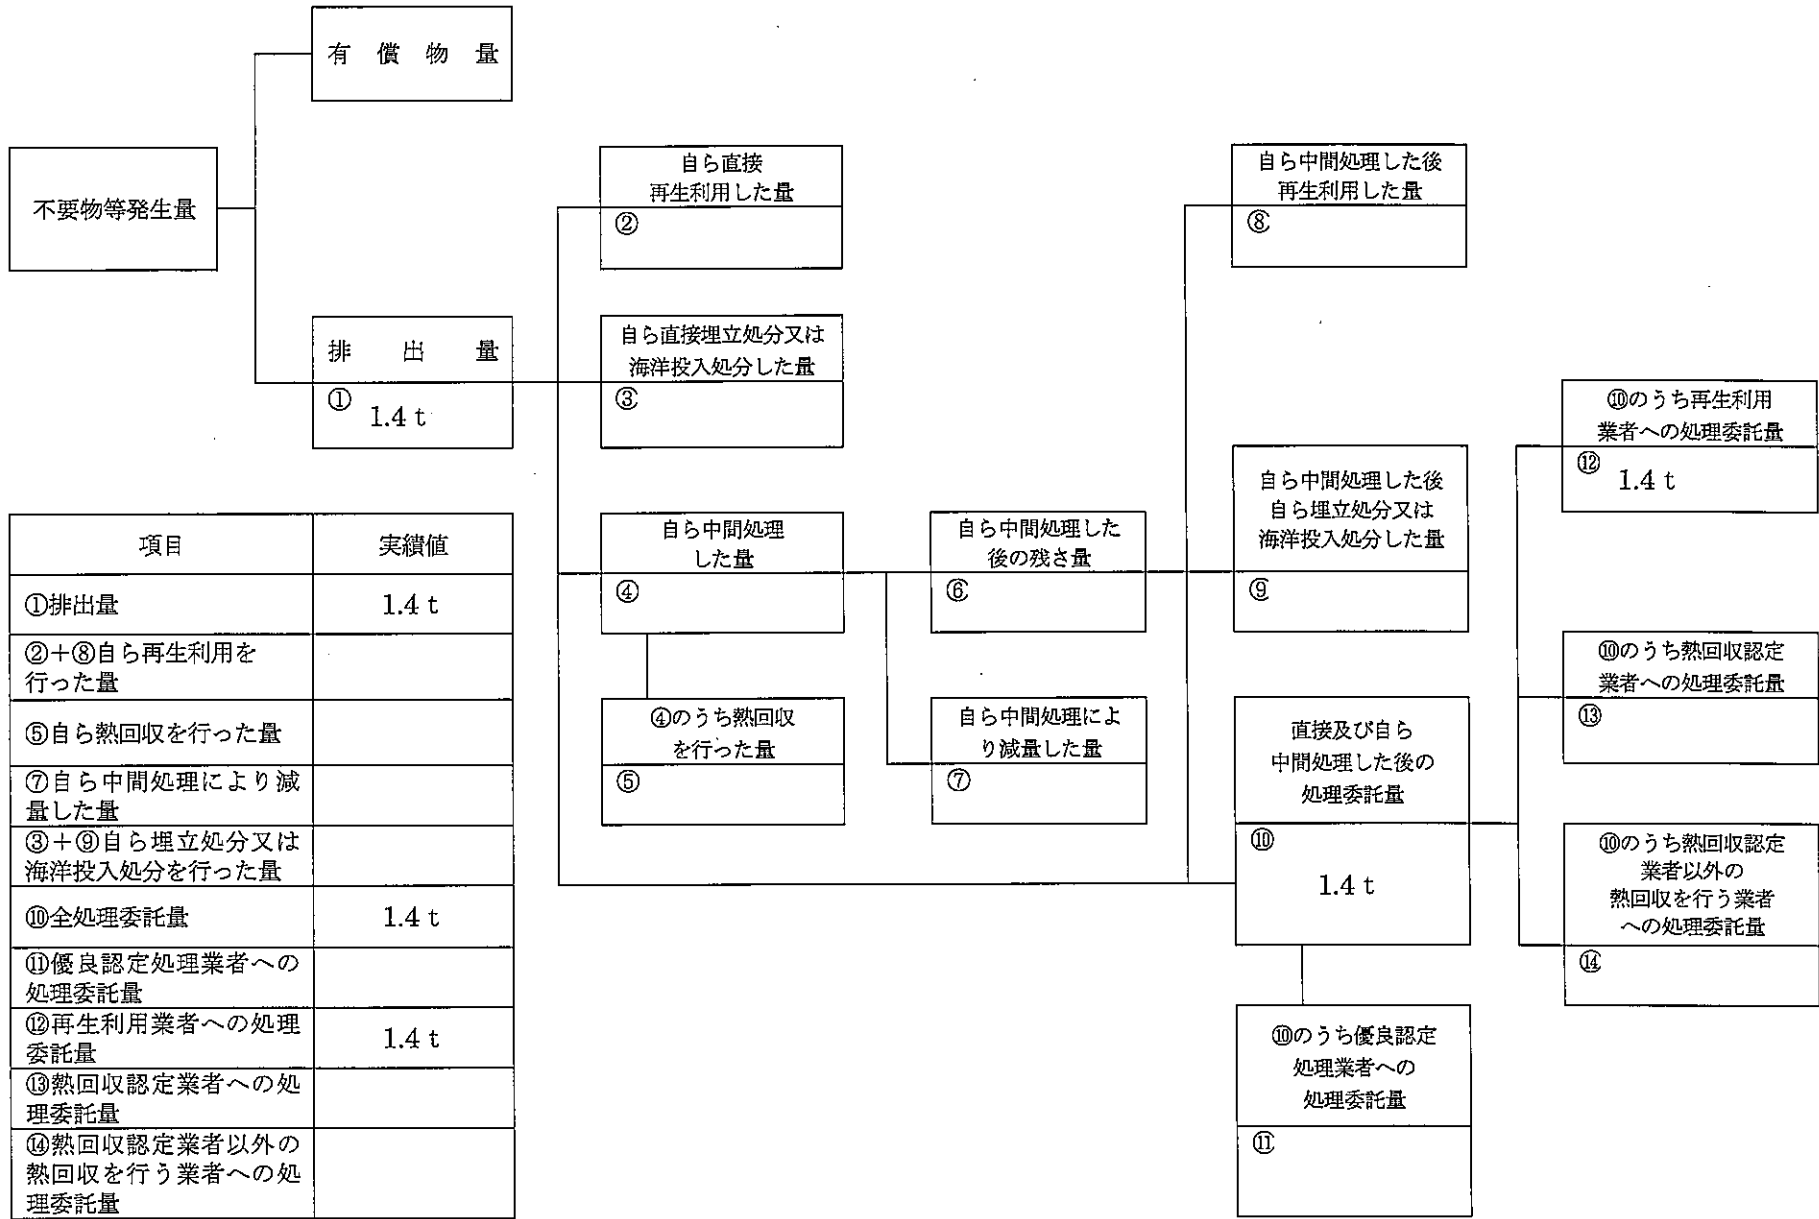 有償物量
不要物等発生量
排出量
① 1.4 t
自ら直接
再生利用した量
②
自ら直接埋立処分又は
海洋投入処分した量
③
自ら中間処理
した量
④
④のうち熱回収
を行った量
⑤
自ら中間処理した
後の残さ量
⑥
自ら中間処理によ
り減量した量
⑦
自ら中間処理した後
再生利用した量
⑧
自ら中間処理した後
自ら埋立処分又は
海洋投入処分した量
⑨
直接及び自ら
中間処理した後の
処理委託量
⑩
1.4 t
⑩のうち優良認定
処理業者への
処理委託量
⑪
⑩のうち再生利用
業者への処理委託量
⑫ 1.4 t
⑩のうち熱回収認定
業者への処理委託量
⑬
⑩のうち熱回収認定
業者以外の
熱回収を行う業者
への処理委託量
⑭
項目 実績値
①排出量 1.4 t
②+⑧自ら再生利用を
行った量
⑤自ら熱回収を行った量
⑦自ら中間処理により減
量した量
③+⑨自ら埋立処分又は
海洋投入処分を行った量
⑩全処理委託量 1.4 t
⑪優良認定処理業者への
処理委託量
⑫再生利用業者への処理
委託量 1.4 t
⑬熱回収認定業者への処
理委託量
⑭熱回収認定業者以外の
熱回収を行う業者への処
理委託量